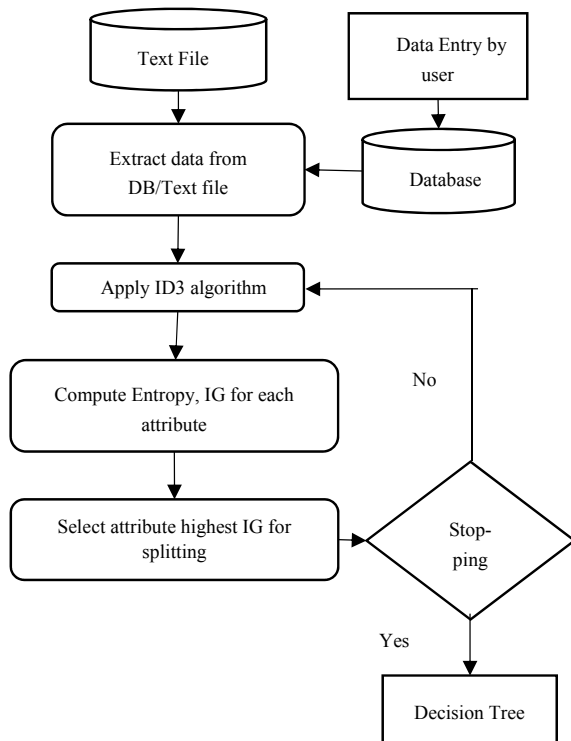 Text File
Data Entry by
user
Extract data from
DB/Text file
Database
Apply ID3 algorithm
No
Compute Entropy, IG for each
attribute
Select attribute highest IG for
splitting
Stop-
ping
Yes
Decision Tree